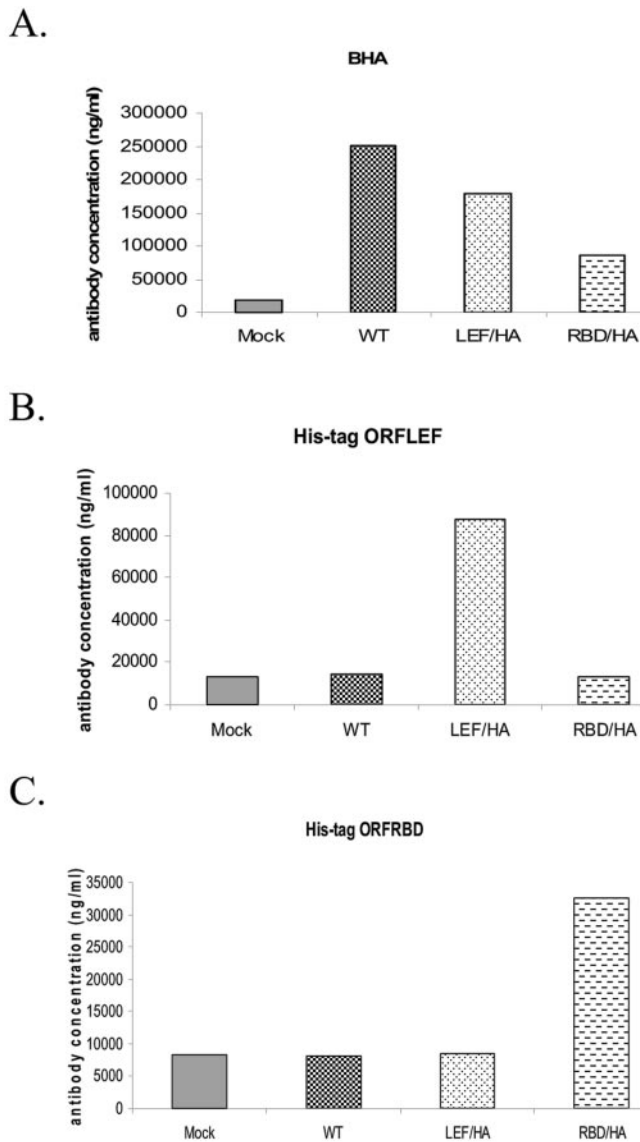 A.
BHA
antibody concentration (ng/ml)
300000
250000
200000
150000
100000
50000
0
Mock WT LEF/HA RBD/HA
B.
His-tag ORFLEF
antibody concentration (ng/ml)
100000
80000
60000
40000
20000
0
Mock WT LEF/HA RBD/HA
C.
His-tag ORFRBD
antibody concentration (ng/ml)
35000
30000
25000
20000
15000
10000
5000
0
Mock WT LEF/HA RBD/HA